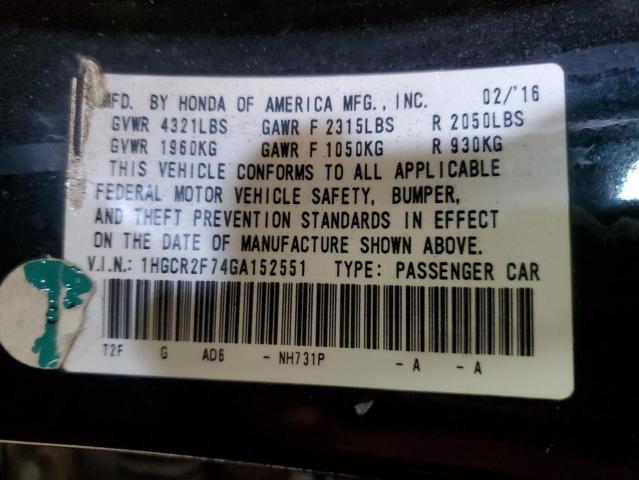 MFD. BY HONDA OF AMERICA MFG., INC. 02/'16
GVWR 4321LBS GAWR F 2315LBS R 2050LBS
GVWR 1960KG GAWR F 1050KG R 930KG
THIS VEHICLE CONFORMS TO ALL APPLICABLE
FEDERAL MOTOR VEHICLE SAFETY, BUMPER,
AND THEFT PREVENTION STANDARDS IN EFFECT
ON THE DATE OF MANUFACTURE SHOWN ABOVE.
V.I.N.: 1HGCR2F74GA152551 TYPE: PASSENGER CAR
T2F G AD6 - NH731P - A - A